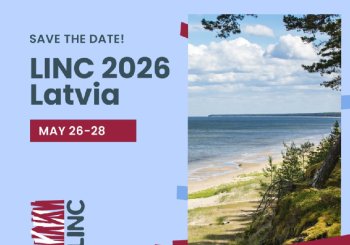 SAVE THE DATE!
LINC 2026
Latvia
MAY 26-28
LINC